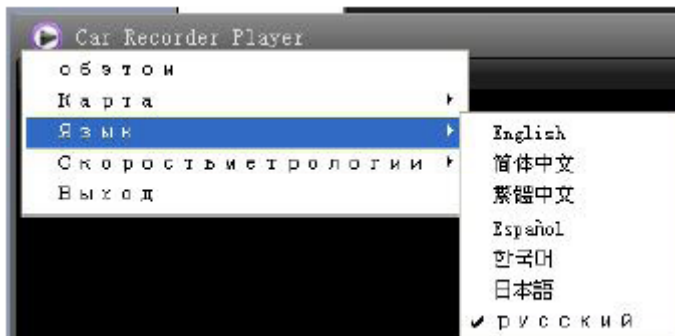 Car Recorder Player
обэтом
Карта
Язык
Скоростьметрологии
Выход
English
简体中文
繁體中文
Español
한국어
日本語
русский